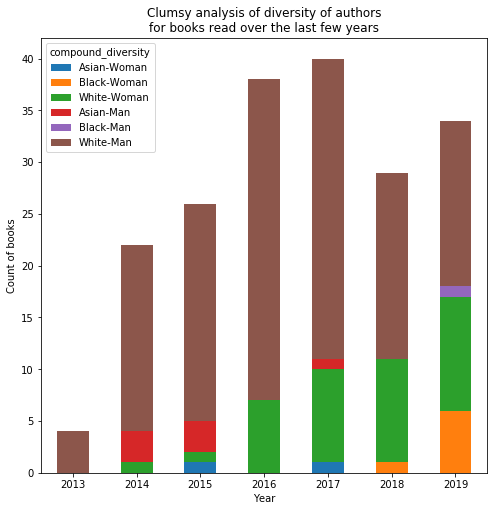 Clumsy analysis of diversity of authors
for books read over the last few years
compound_diversity
Asian-Woman
Black-Woman
White-Woman
Asian-Man
Black-Man
White-Man
Count of books
40
35
30
25
20
15
10
5
0
2013 2014 2015 2016 2017 2018 2019
Year